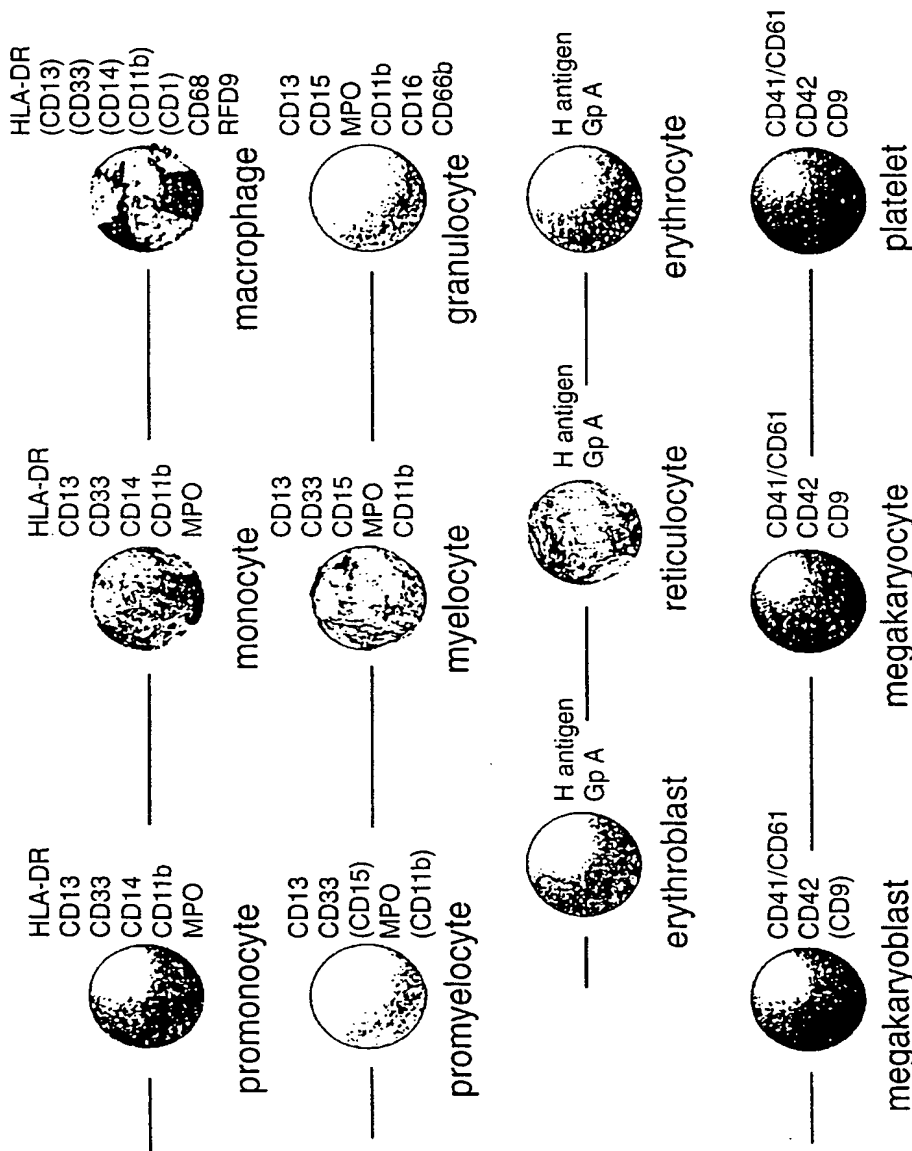 HLA-DR
CD13
CD33
CD14
CD11b
MPO
promonocyte
HLA-DR
CD13
CD33
CD14
CD11b
MPO
monocyte
HLA-DR
(CD13)
(CD33)
(CD14)
(CD11b)
(CD1)
CD68
RFD9
macrophage
CD13
CD33
(CD15)
MPO
(CD11b)
promyelocyte
CD13
CD33
CD15
MPO
CD11b
myelocyte
CD13
CD15
MPO
CD11b
CD16
CD66b
granulocyte
H antigen
Gp A
erythroblast
H antigen
Gp A
reticulocyte
H antigen
Gp A
erythrocyte
CD41/CD61
CD42
(CD9)
megakaryoblast
CD41/CD61
CD42
CD9
megakaryocyte
CD41/CD61
CD42
CD9
platelet